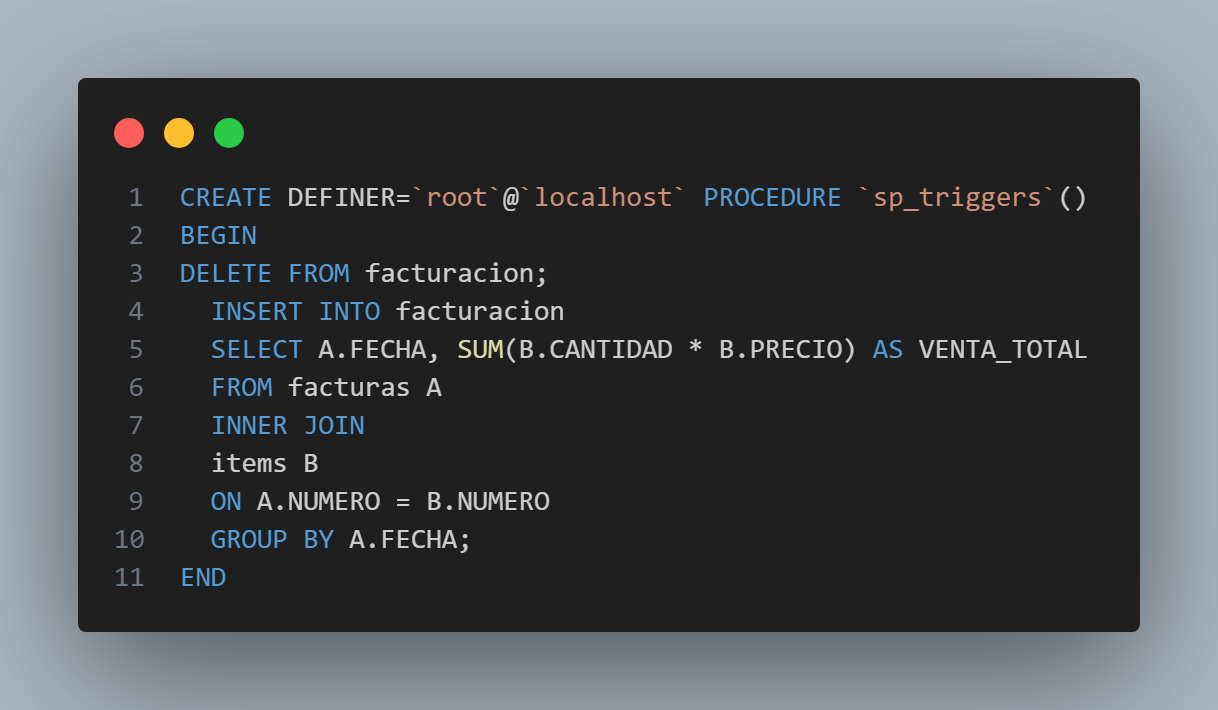 1 CREATE DEFINER=`root`@`localhost` PROCEDURE `sp_triggers`()
2 BEGIN
3 DELETE FROM facturacion;
4   INSERT INTO facturacion
5   SELECT A.FECHA, SUM(B.CANTIDAD * B.PRECIO) AS VENTA_TOTAL
6   FROM facturas A
7   INNER JOIN
8   items B
9   ON A.NUMERO = B.NUMERO
10   GROUP BY A.FECHA;
11 END